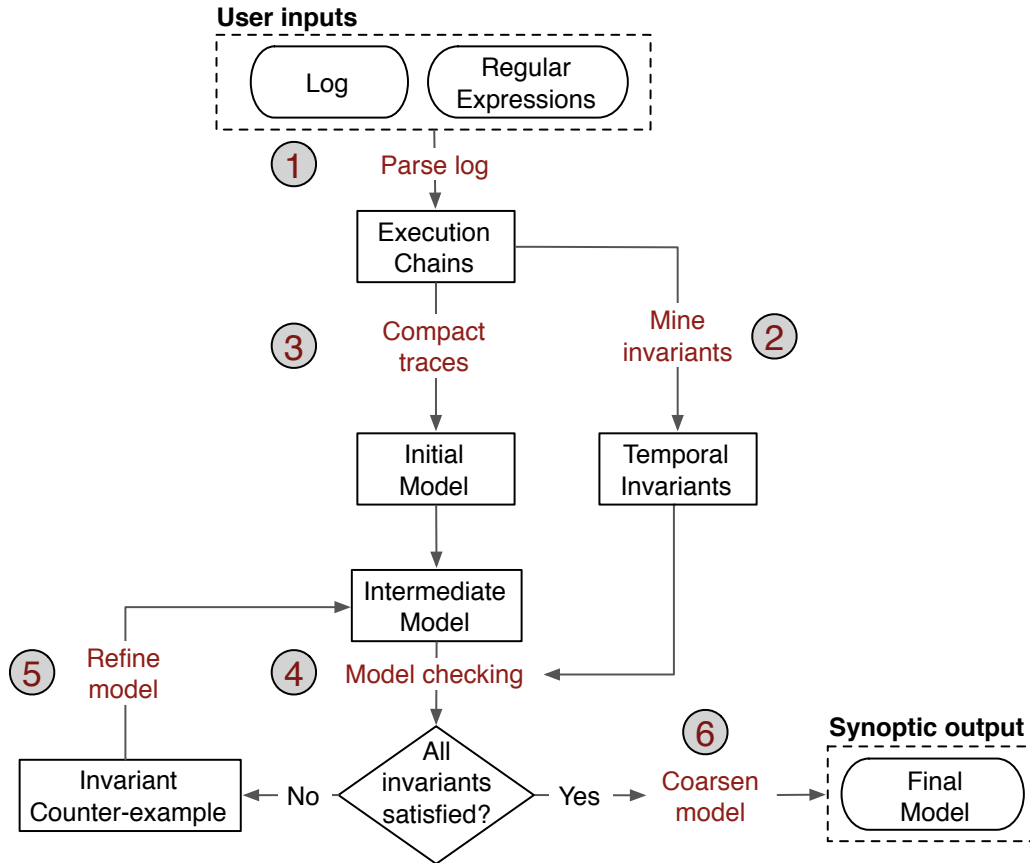 User inputs
Log
Regular
Expressions
1
Parse log
Execution
Chains
3
Compact
traces
Mine
invariants
2
Initial
Model
Temporal
Invariants
Intermediate
Model
5
Refine
model
4
Model checking
6
Synoptic output
All
invariants
satisfied?
Invariant
Counter-example
No
Yes
Coarsen
model
Final
Model